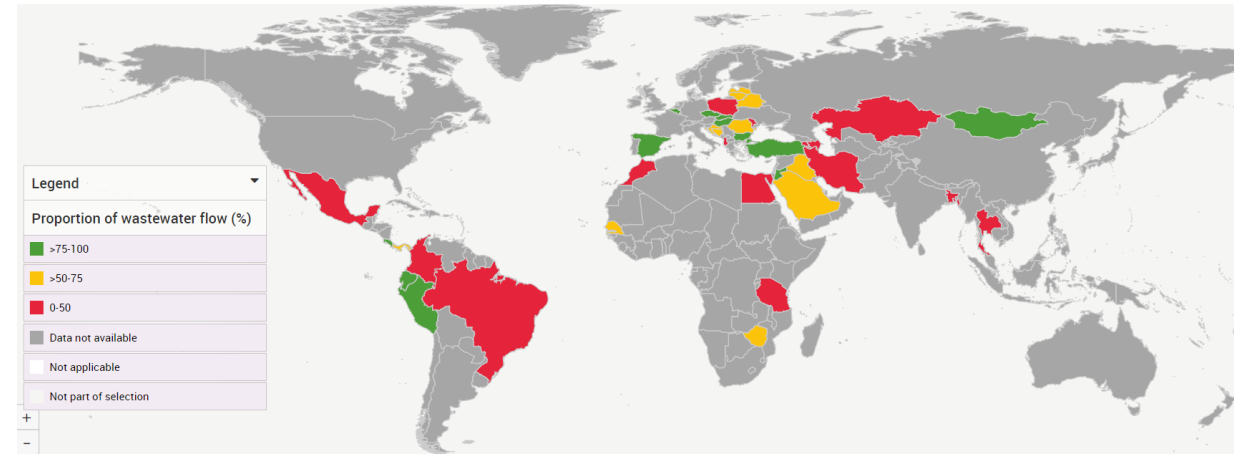 Legend
Proportion of wastewater flow (%)
>75-100
>50-75
0-50
Data not available
Not applicable
Not part of selection
+
−